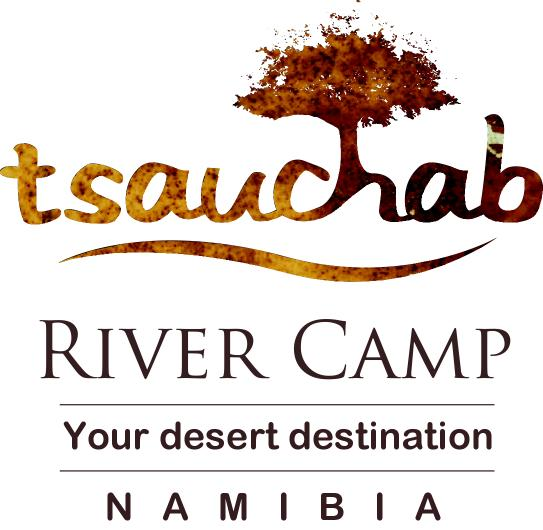 tsauchab
RIVER CAMP
Your desert destination
NAMIBIA